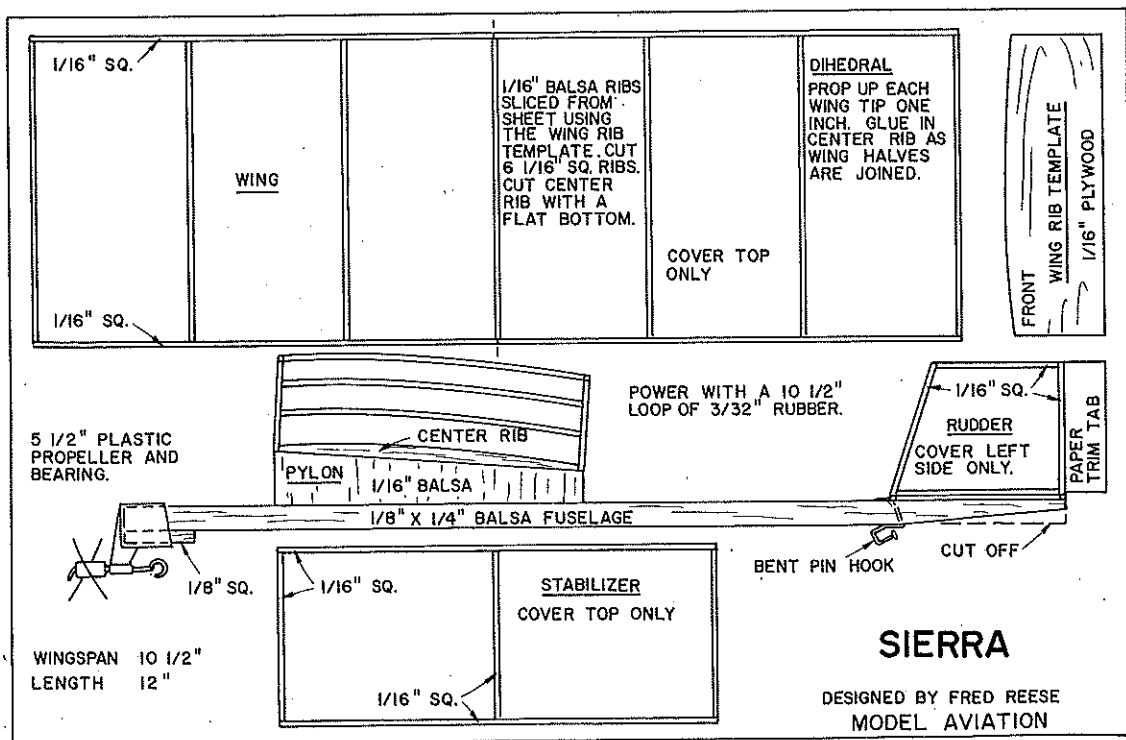 1/16" SQ.
WING
1/16" SQ.
1/16" BALSA RIBS
SLICED FROM
SHEET USING
THE WING RIB
TEMPLATE. CUT
6 1/16" SQ. RIBS.
CUT CENTER
RIB WITH A
FLAT BOTTOM.
COVER TOP
ONLY
DIHEDRAL
PROP UP EACH
WING TIP ONE
INCH. GLUE IN
CENTER RIB AS
WING HALVES
ARE JOINED.
FRONT
WING RIB TEMPLATE
1/16" PLYWOOD
5 1/2" PLASTIC
PROPELLER AND
BEARING.
CENTER RIB
PYLON
1/16" BALSA
POWER WITH A 10 1/2"
LOOP OF 3/32" RUBBER.
1/16" SQ.
RUDDER
COVER LEFT
SIDE ONLY.
PAPER
TRIM TAB
1/8" X 1/4" BALSA FUSELAGE
1/8" SQ.
BENT PIN HOOK
CUT OFF
1/16" SQ.
STABILIZER
COVER TOP ONLY
1/16" SQ.
WINGSPAN 10 1/2"
LENGTH 12"
SIERRA
DESIGNED BY FRED REESE
MODEL AVIATION